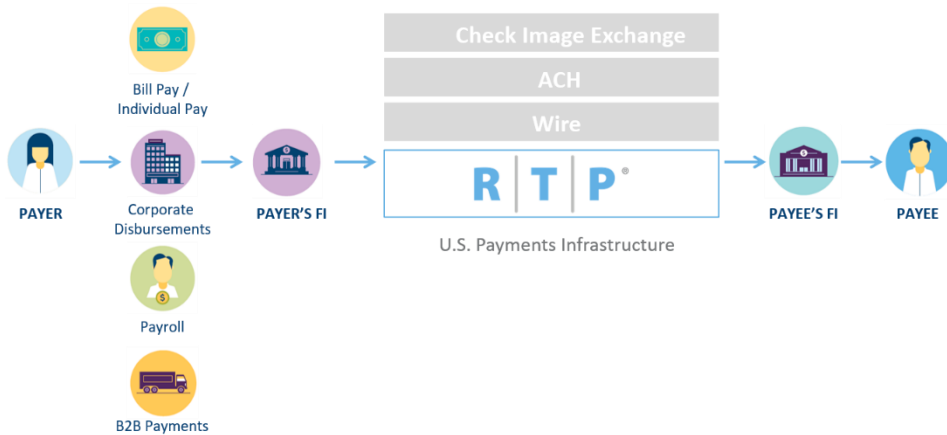 Check Image Exchange
ACH
Wire
R|T|P®
U.S. Payments Infrastructure
PAYER
Bill Pay /
Individual Pay
Corporate
Disbursements
Payroll
B2B Payments
PAYER'S FI
PAYEE'S FI
PAYEE